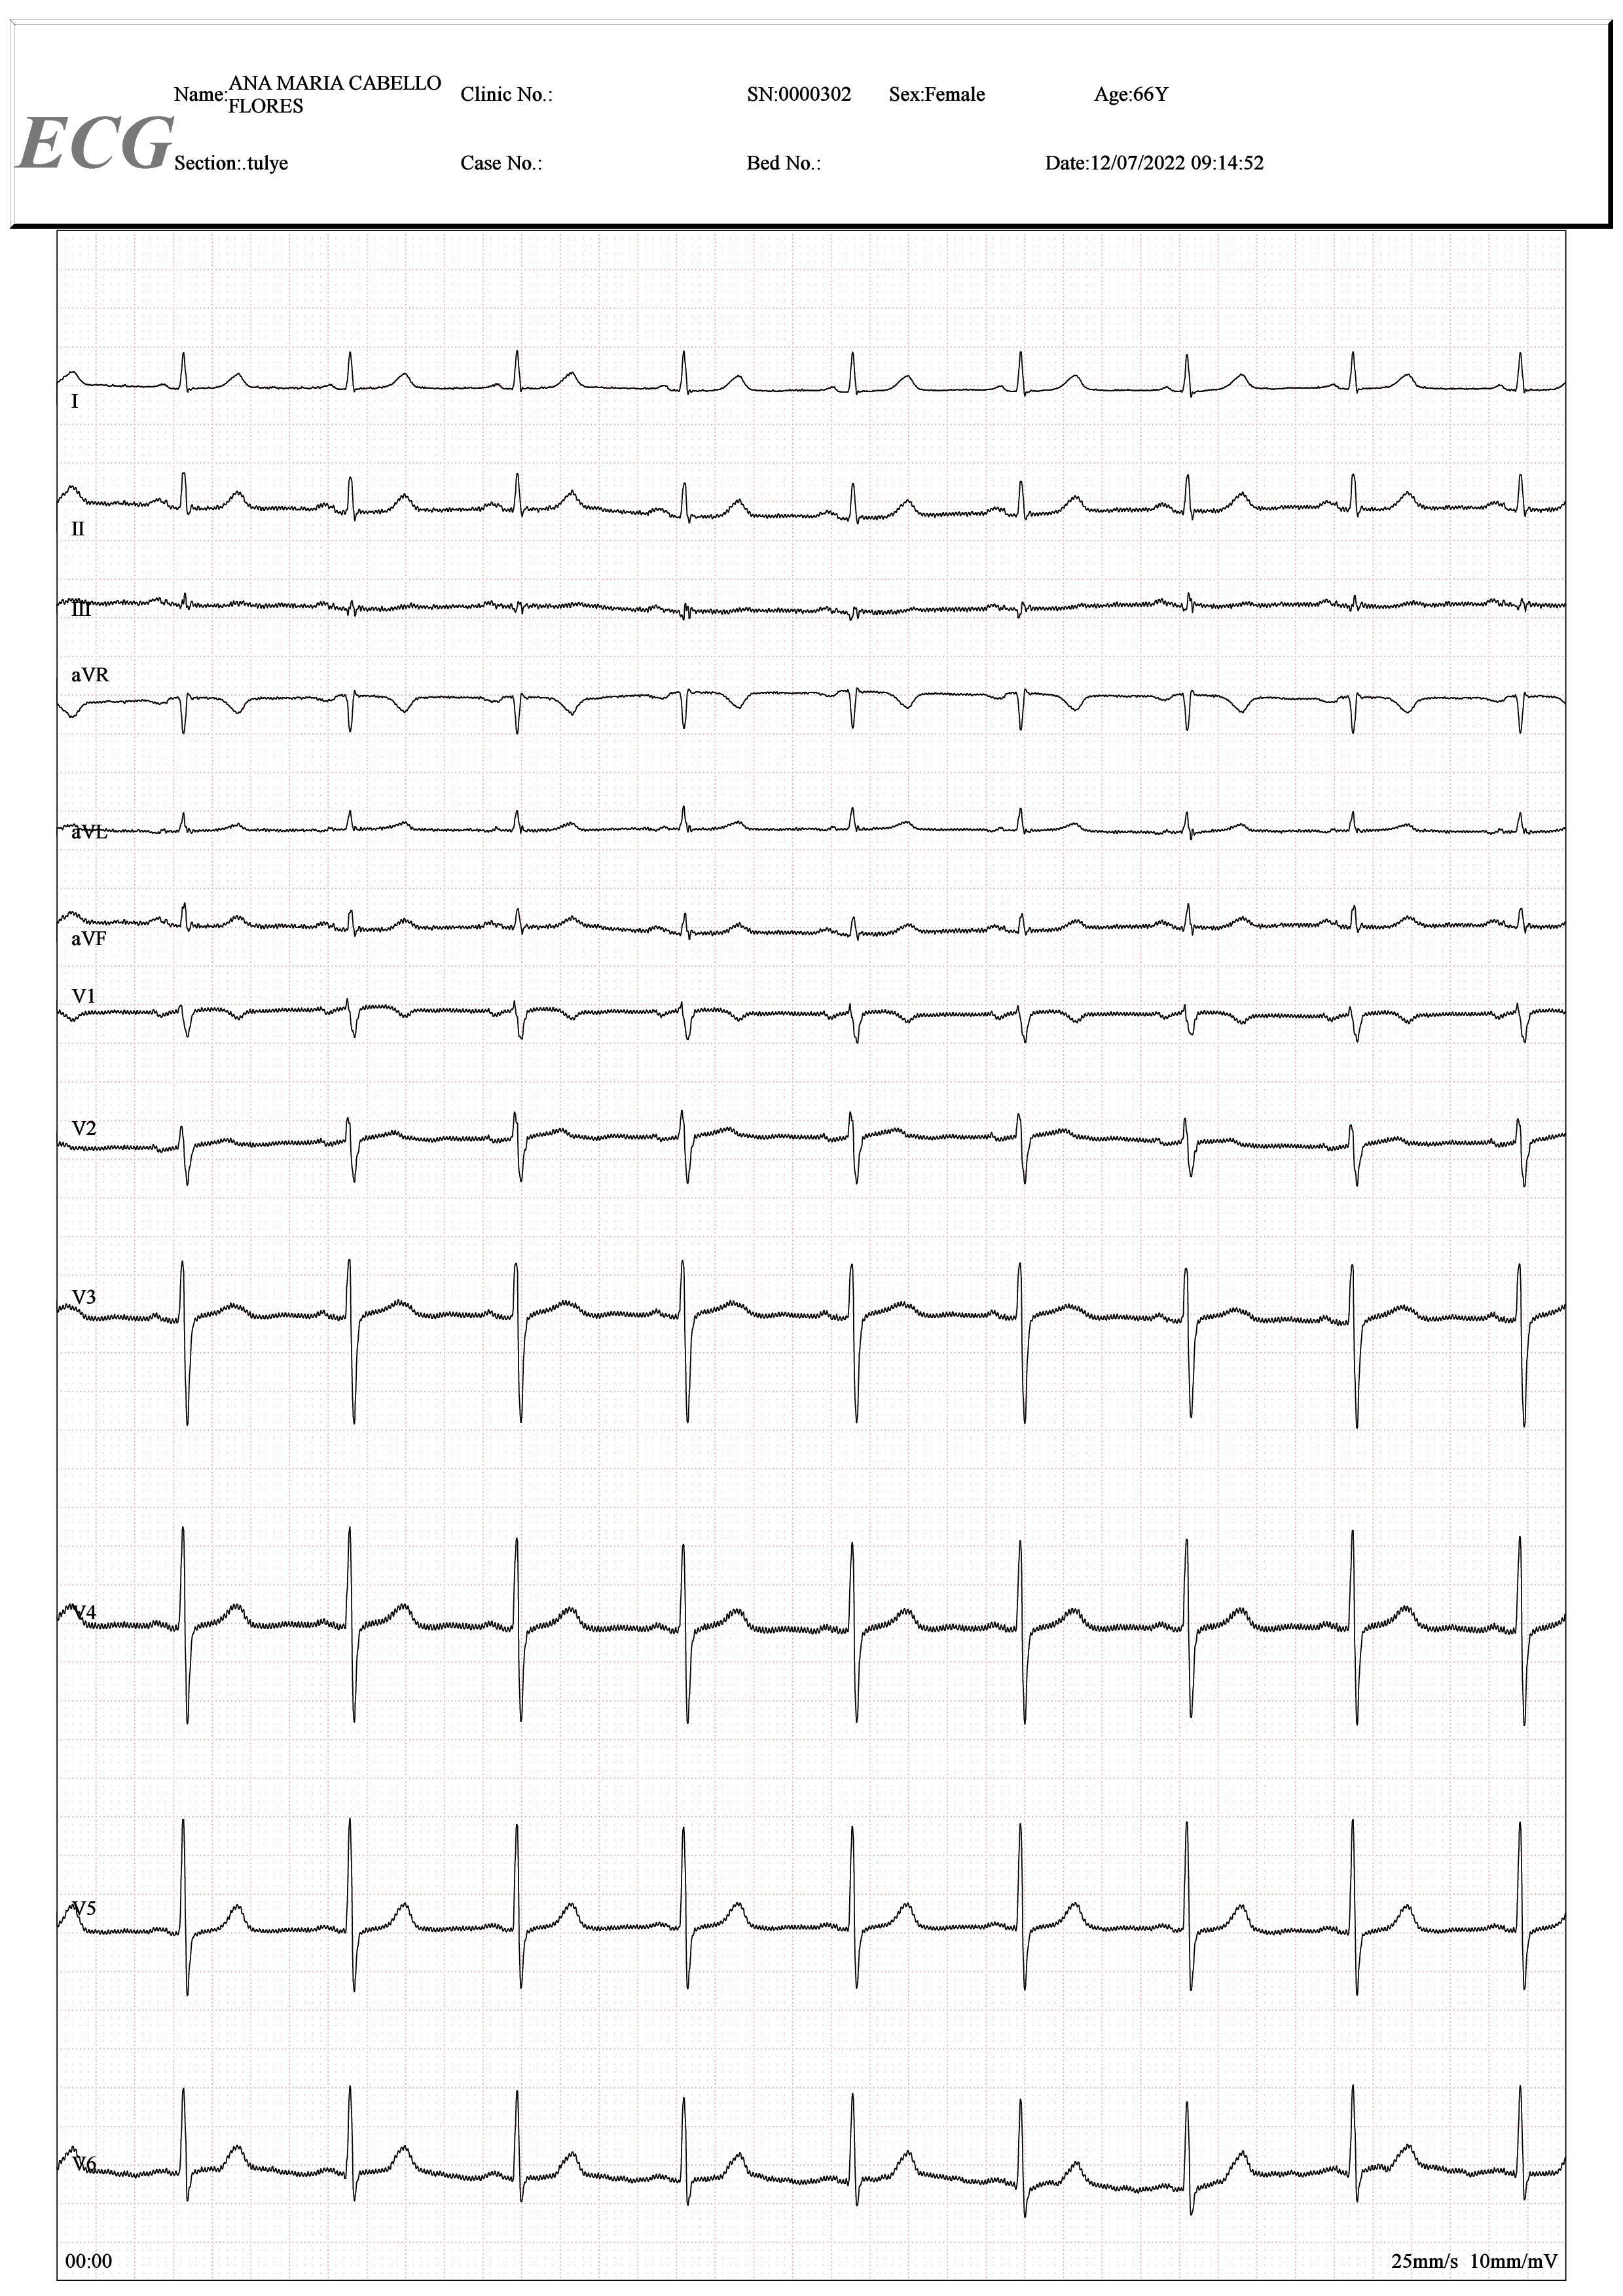 ECG
Name:ANA MARIA CABELLO FLORES
Clinic No.:
SN:0000302
Sex:Female
Age:66Y
Section:.tulye
Case No.:
Bed No.:
Date:12/07/2022 09:14:52
I
II
III
aVR
aVL
aVF
V1
V2
V3
V4
V5
V6
00:00
25mm/s 10mm/mV